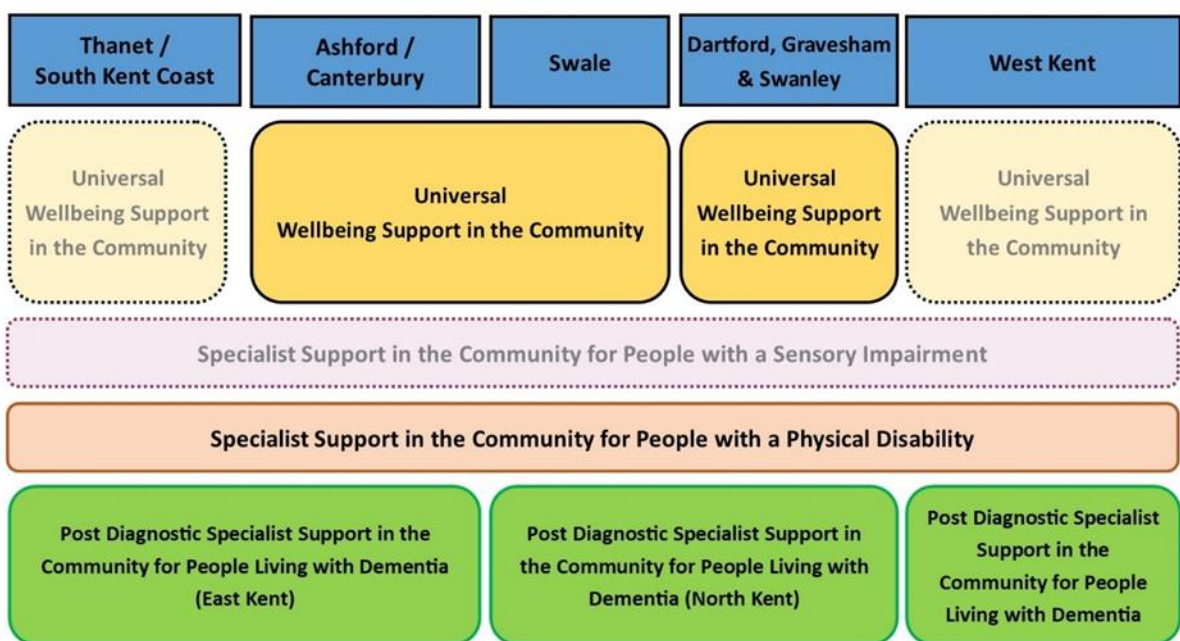 Thanet /
South Kent Coast
Ashford /
Canterbury
Swale
Dartford, Gravesham
& Swanley
West Kent
Universal
Wellbeing Support
in the Community
Universal
Wellbeing Support in the Community
Universal
Wellbeing Support
in the Community
Universal
Wellbeing Support in
the Community
Specialist Support in the Community for People with a Sensory Impairment
Specialist Support in the Community for People with a Physical Disability
Post Diagnostic Specialist Support in the
Community for People Living with Dementia
(East Kent)
Post Diagnostic Specialist Support in
the Community for People Living with
Dementia (North Kent)
Post Diagnostic Specialist
Support in the
Community for People
Living with Dementia